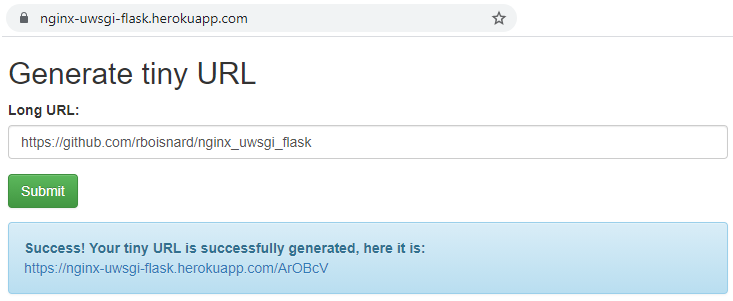 nginx-uwsgi-flask.herokuapp.com
Generate tiny URL
Long URL:
https://github.com/rboisnard/nginx_uwsgi_flask
Submit
Success! Your tiny URL is successfully generated, here it is:
https://nginx-uwsgi-flask.herokuapp.com/ArOBcV